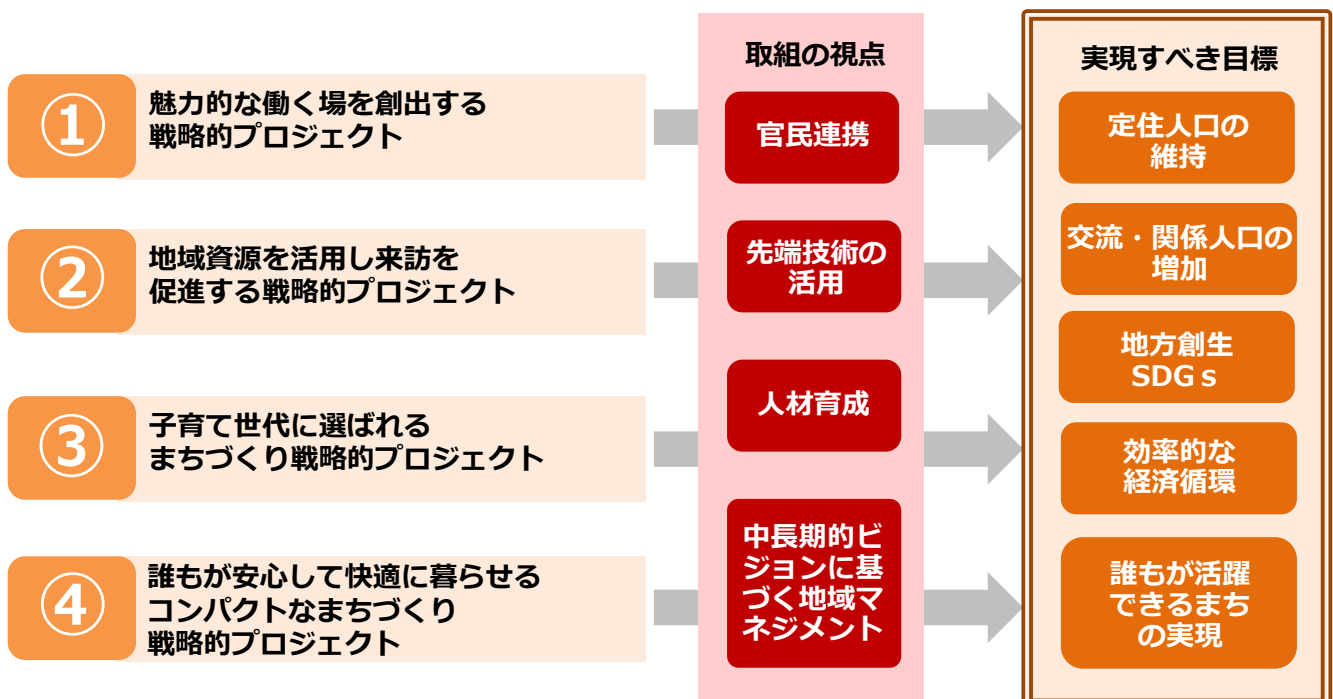 ①
魅力的な働く場を創出する
戦略的プロジェクト
②
地域資源を活用し来訪を
促進する戦略的プロジェクト
③
子育て世代に選ばれる
まちづくり戦略的プロジェクト
④
誰もが安心して快適に暮らせる
コンパクトなまちづくり
戦略的プロジェクト
取組の視点
官民連携
先端技術の
活用
人材育成
中長期的ビ
ジョンに基
づく地域マ
ネジメント
実現すべき目標
定住人口の
維持
交流・関係人口の
増加
地方創生
SDGs
効率的な
経済循環
誰もが活躍
できるまち
の実現